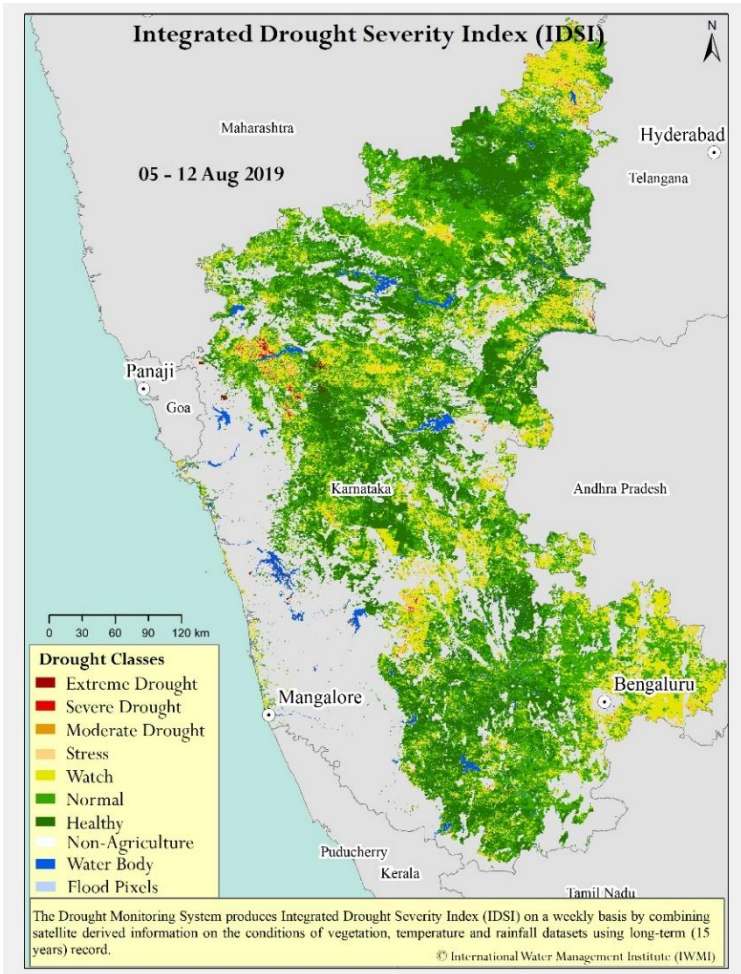 Integrated Drought Severity Index (IDSI)
N
Maharashtra
Hyderabad
05 - 12 Aug 2019
Telangana
Panaji
Goa
Karnataka
Andhra Pradesh
0 30 60 90 120 km
Drought Classes
Extreme Drought
Severe Drought
Moderate Drought
Stress
Watch
Normal
Healthy
Non-Agriculture
Water Body
Flood Pixels
Mangalore
Bengaluru
Puducherry
Kerala
Tamil Nadu
The Drought Monitoring System produces Integrated Drought Severity Index (IDSI) on a weekly basis by combining
satellite derived information on the conditions of vegetation, temperature and rainfall datasets using long-term (15
years) record.
© International Water Management Institute (IWMI)